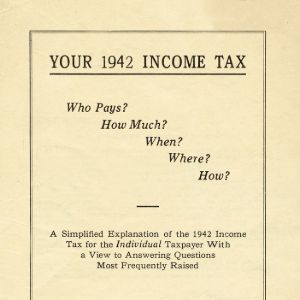 YOUR 1942 INCOME TAX
Who Pays?
How Much?
When?
Where?
How?
A Simplified Explanation of the 1942 Income
Tax for the Individual Taxpayer With
a View to Answering Questions
Most Frequently Raised